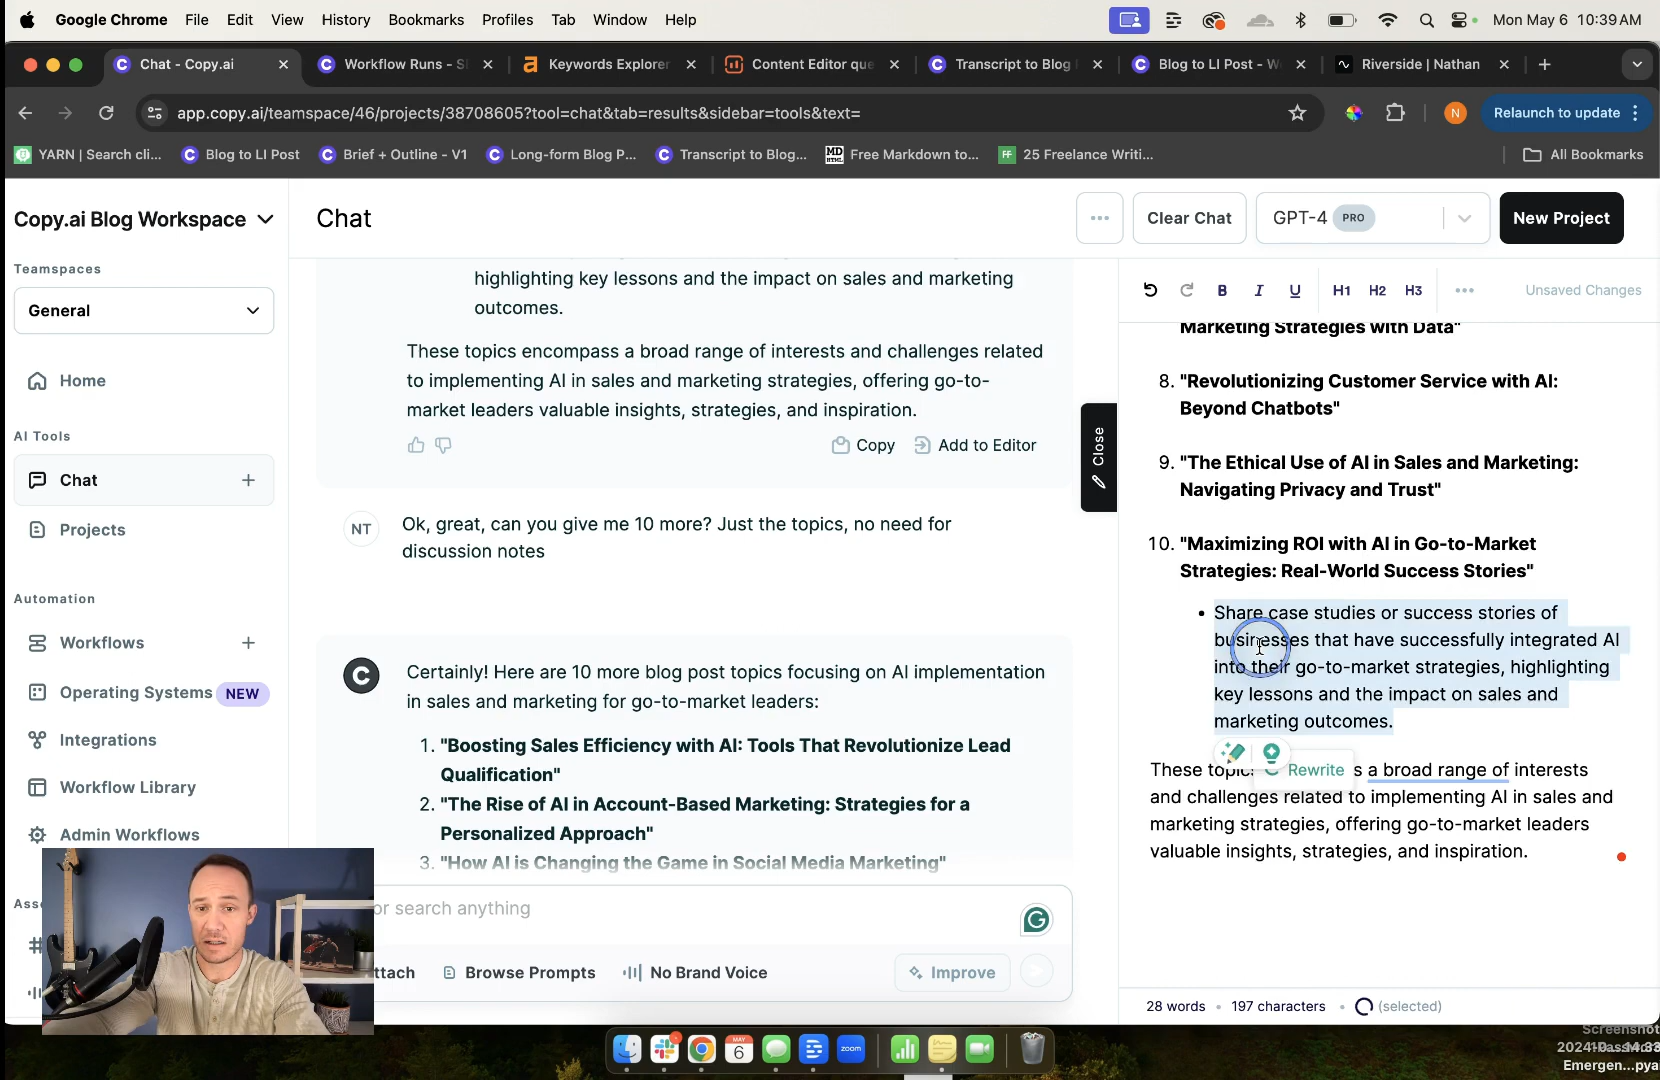 Google Chrome File Edit View History Bookmarks Profiles Tab Window Help Mon May 6 10:39 AM
Chat - Copy.ai Workflow Runs - S Keywords Explorer Content Editor que Transcript to Blog Blog to LI Post - W Riverside | Nathan
app.copy.ai/teamspace/46/projects/38708605?tool=chat&tab=results&sidebar=tools&text= N Relaunch to update
YARN | Search cli... Blog to LI Post Brief + Outline - V1 Long-form Blog P... Transcript to Blog... Free Markdown to... 25 Freelance Writi... All Bookmarks
Copy.ai Blog Workspace
Teamspaces
General
Home
AI Tools
Chat
Projects
Automation
Workflows
Operating Systems NEW
Integrations
Workflow Library
Admin Workflows
Chat
Clear Chat
GPT-4 PRO
New Project
highlighting key lessons and the impact on sales and marketing
outcomes.
These topics encompass a broad range of interests and challenges related
to implementing AI in sales and marketing strategies, offering go-to-
market leaders valuable insights, strategies, and inspiration.
Copy Add to Editor
NT
Ok, great, can you give me 10 more? Just the topics, no need for
discussion notes
C
Certainly! Here are 10 more blog post topics focusing on AI implementation
in sales and marketing for go-to-market leaders:
1. "Boosting Sales Efficiency with AI: Tools That Revolutionize Lead
Qualification"
2. "The Rise of AI in Account-Based Marketing: Strategies for a
Personalized Approach"
3. "How AI is Changing the Game in Social Media Marketing"
or search anything
ttach Browse Prompts No Brand Voice Improve
Close
B I U H1 H2 H3 Unsaved Changes
Marketing Strategies with Data"
8. "Revolutionizing Customer Service with AI:
Beyond Chatbots"
9. "The Ethical Use of AI in Sales and Marketing:
Navigating Privacy and Trust"
10. "Maximizing ROI with AI in Go-to-Market
Strategies: Real-World Success Stories"
• Share case studies or success stories of
businesses that have successfully integrated AI
into their go-to-market strategies, highlighting
key lessons and the impact on sales and
marketing outcomes.
Rewrite
These topic s a broad range of interests
and challenges related to implementing AI in sales and
marketing strategies, offering go-to-market leaders
valuable insights, strategies, and inspiration.
28 words • 197 characters • (selected)
MAY
6
zoom
Screenshot
Emergen...pya